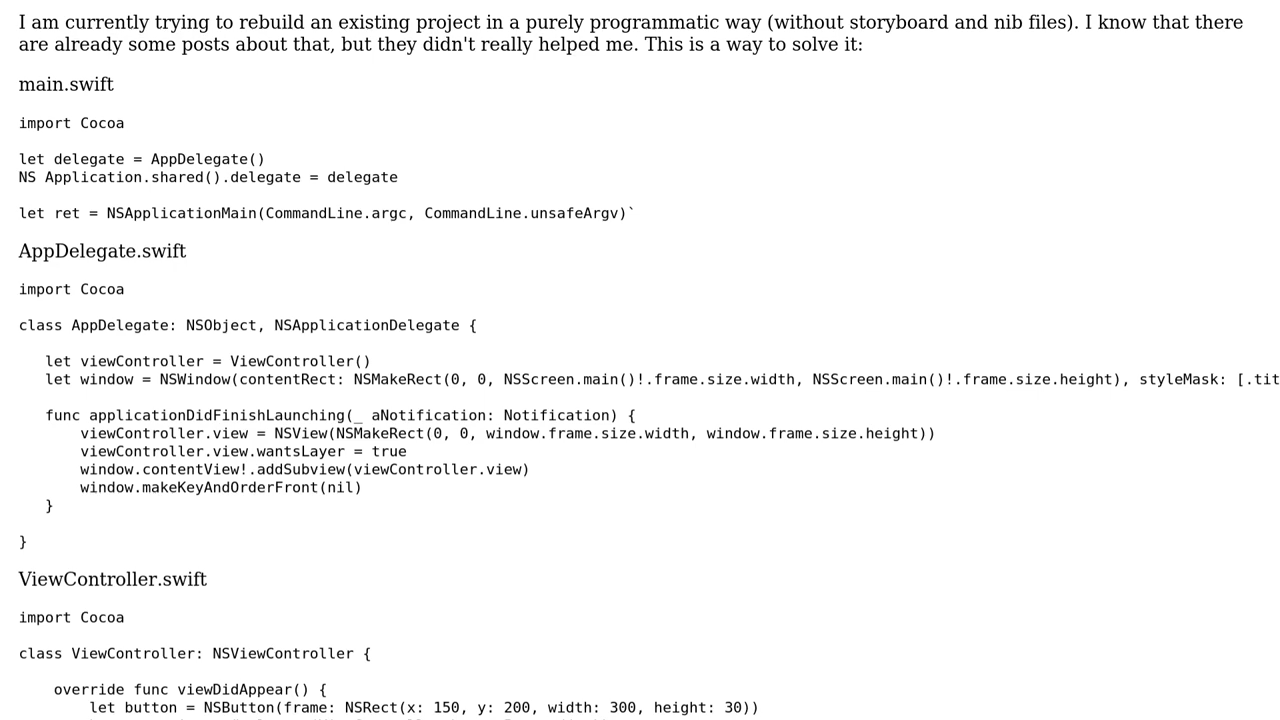 I am currently trying to rebuild an existing project in a purely programmatic way (without storyboard and nib files). I know that there
are already some posts about that, but they didn't really helped me. This is a way to solve it:
main.swift
import Cocoa
let delegate = AppDelegate()
NS Application.shared().delegate = delegate
let ret = NSApplicationMain(CommandLine.argc, CommandLine.unsafeArgv)`
AppDelegate.swift
import Cocoa
class AppDelegate: NSObject, NSApplicationDelegate {
let viewController = ViewController()
let window = NSWindow(contentRect: NSMakeRect(0, 0, NSScreen.main()!.frame.size.width, NSScreen.main()!.frame.size.height), styleMask: [.tit
func applicationDidFinishLaunching(_ aNotification: Notification) {
viewController.view = NSView(NSMakeRect(0, 0, window.frame.size.width, window.frame.size.height))
viewController.view.wantsLayer = true
window.contentView!.addSubview(viewController.view)
window.makeKeyAndOrderFront(nil)
}
}
ViewController.swift
import Cocoa
class ViewController: NSViewController {
override func viewDidAppear() {
let button = NSButton(frame: NSRect(x: 150, y: 200, width: 300, height: 30))